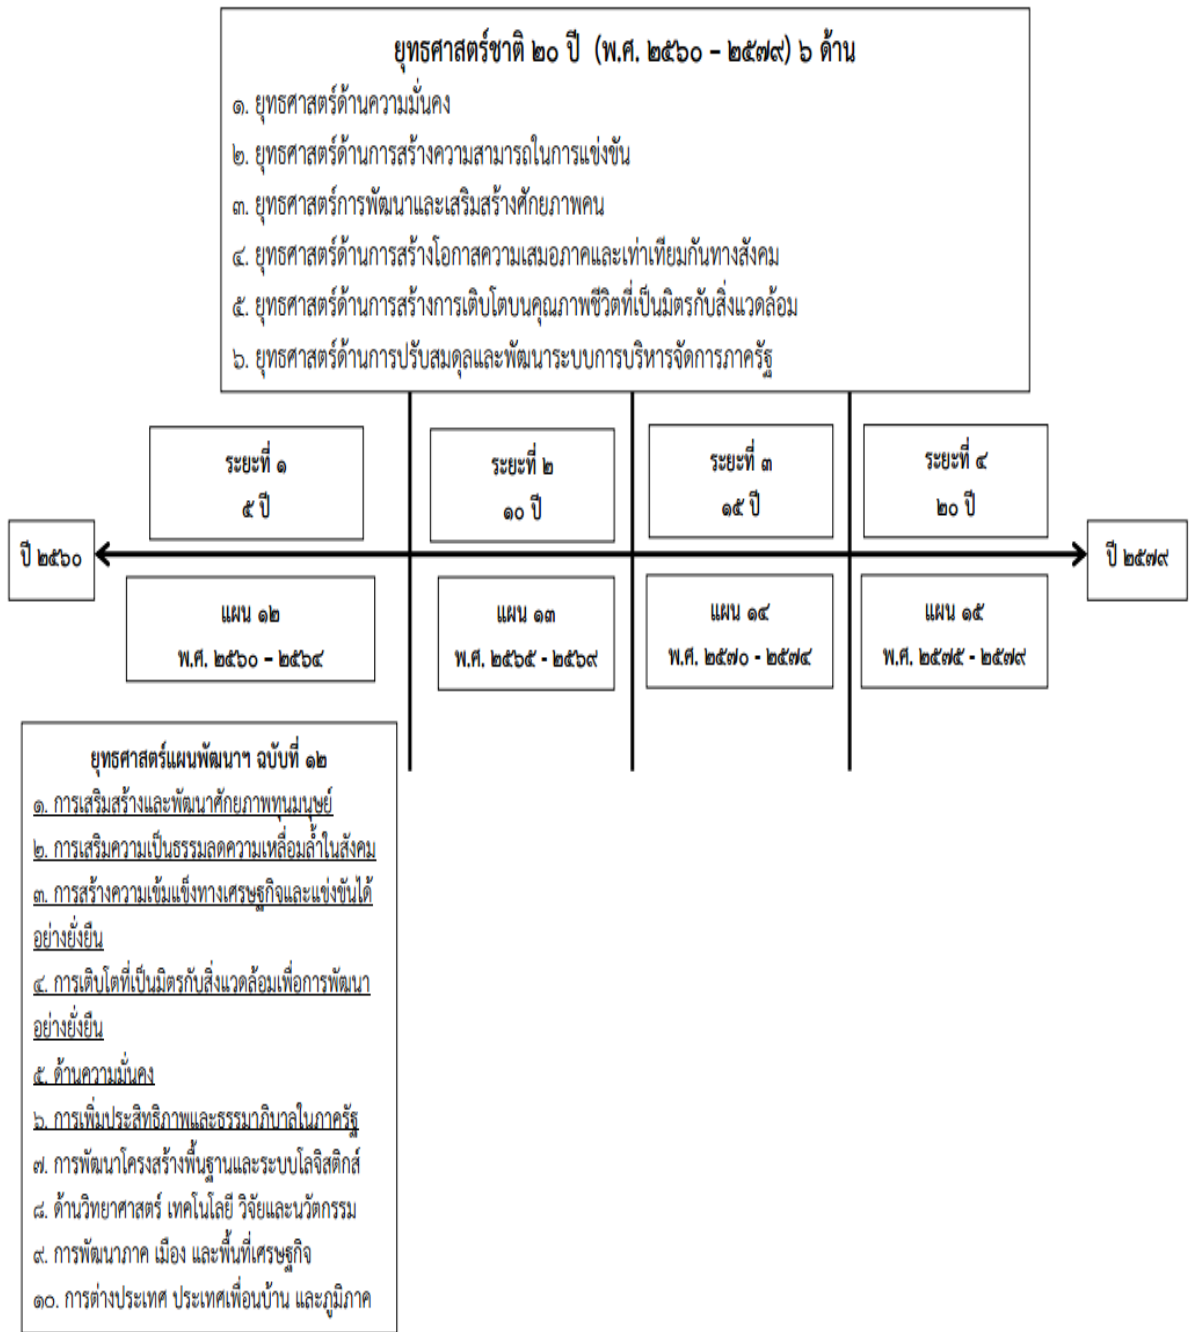 ยุทธศาสตร์ชาติ ๒๐ ปี (พ.ศ. ๒๕๖๐ – ๒๕๗๙) ๖ ด้าน
๑. ยุทธศาสตร์ด้านความมั่นคง
๒. ยุทธศาสตร์ด้านการสร้างความสามารถในการแข่งขัน
๓. ยุทธศาสตร์การพัฒนาและเสริมสร้างศักยภาพคน
๔. ยุทธศาสตร์ด้านการสร้างโอกาสความเสมอภาคและเท่าเทียมกันทางสังคม
๕. ยุทธศาสตร์ด้านการสร้างการเติบโตบนคุณภาพชีวิตที่เป็นมิตรกับสิ่งแวดล้อม
๖. ยุทธศาสตร์ด้านการปรับสมดุลและพัฒนาระบบการบริหารจัดการภาครัฐ
ระยะที่ ๑
๕ ปี
ระยะที่ ๒
๑๐ ปี
ระยะที่ ๓
๑๕ ปี
ระยะที่ ๔
๒๐ ปี
ปี ๒๕๖๐
ปี ๒๕๗๙
แผน ๑๒
พ.ศ. ๒๕๖๐ – ๒๕๖๔
แผน ๑๓
พ.ศ. ๒๕๖๕ - ๒๕๖๙
แผน ๑๔
พ.ศ. ๒๕๗๐ - ๒๕๗๔
แผน ๑๕
พ.ศ. ๒๕๗๕ - ๒๕๗๙
ยุทธศาสตร์แผนพัฒนาฯ ฉบับที่ ๑๒
๑. การเสริมสร้างและพัฒนาศักยภาพทุนมนุษย์
๒. การเสริมความเป็นธรรมลดความเหลื่อมล้ำในสังคม
๓. การสร้างความเข้มแข็งทางเศรษฐกิจและแข่งขันได้
อย่างยั่งยืน
๔. การเติบโตที่เป็นมิตรกับสิ่งแวดล้อมเพื่อการพัฒนา
อย่างยั่งยืน
๕. ด้านความมั่นคง
๖. การเพิ่มประสิทธิภาพและธรรมาภิบาลในภาครัฐ
๗. การพัฒนาโครงสร้างพื้นฐานและระบบโลจิสติกส์
๘. ด้านวิทยาศาสตร์ เทคโนโลยี วิจัยและนวัตกรรม
๙. การพัฒนาภาค เมือง และพื้นที่เศรษฐกิจ
๑๐. การต่างประเทศ ประเทศเพื่อนบ้าน และภูมิภาค